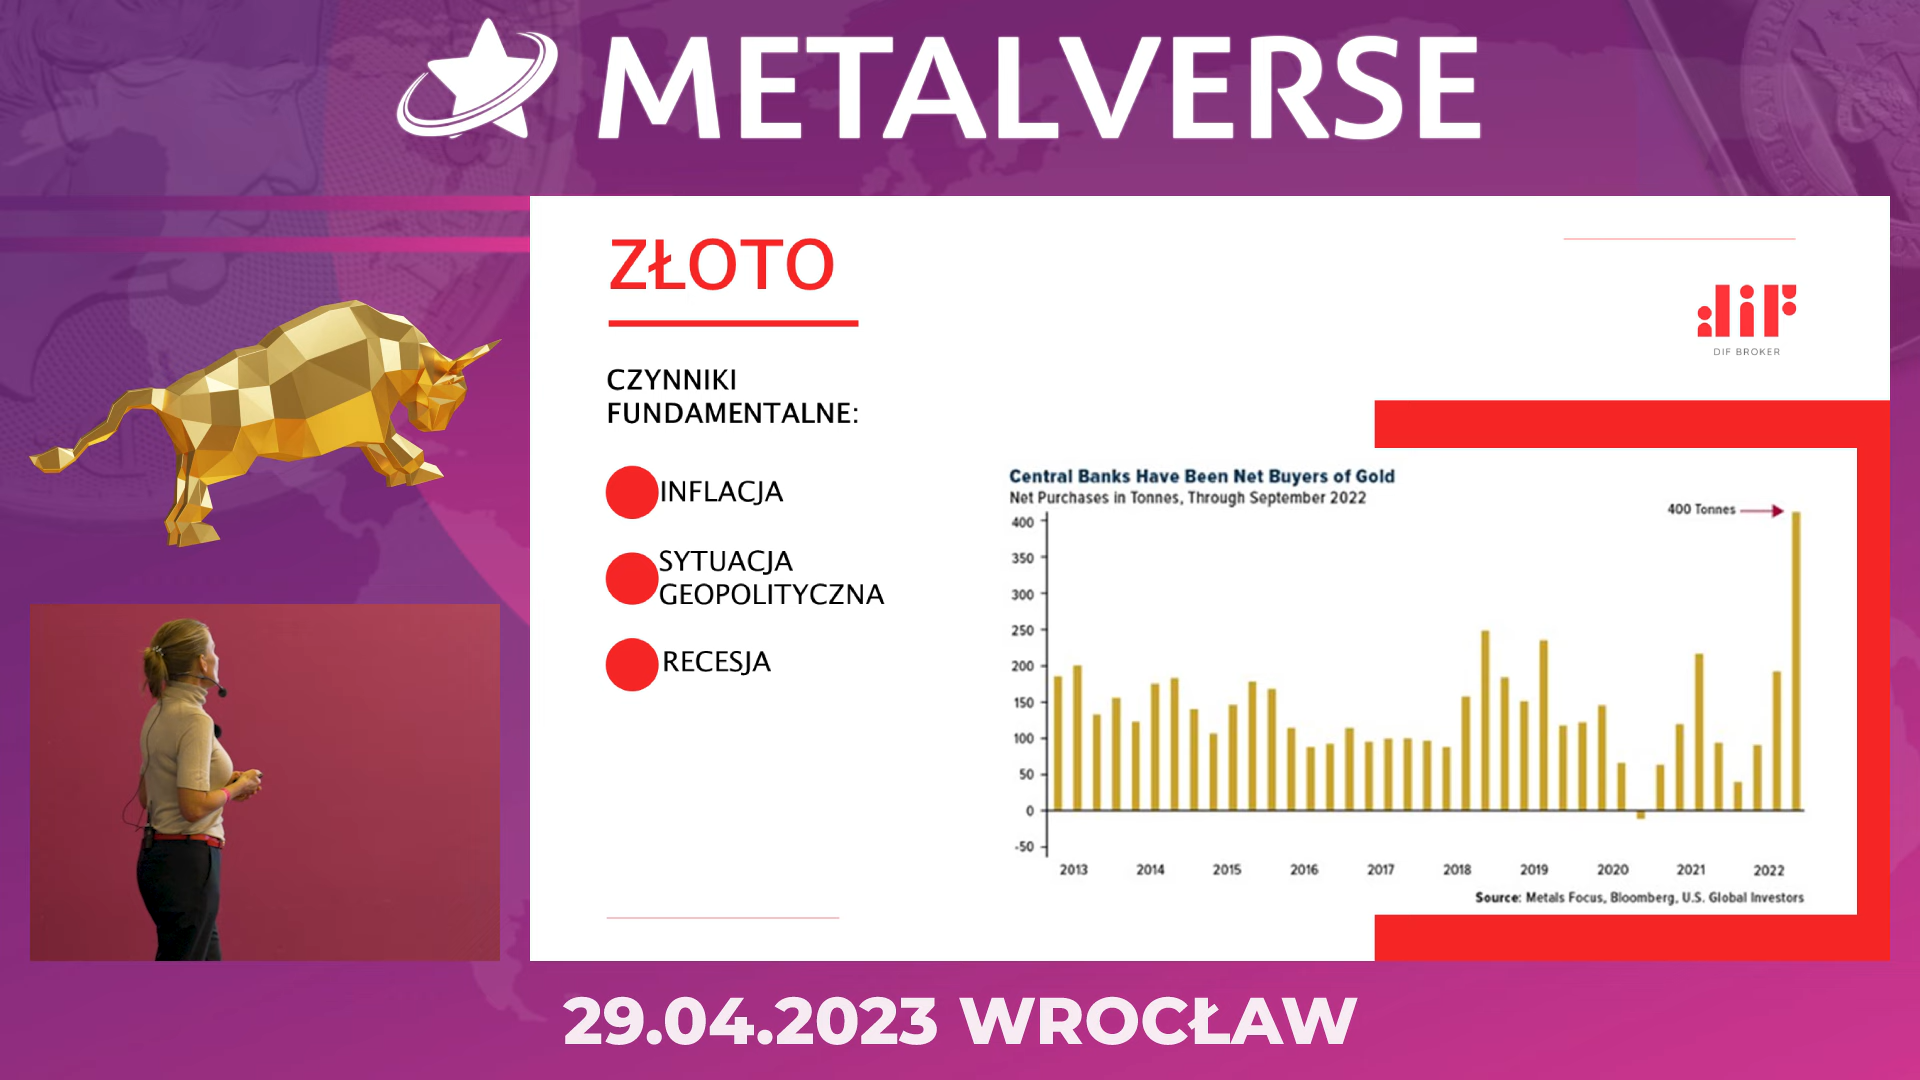 METALVERSE
ZŁOTO
DIF BROKER
CZYNNIKI
FUNDAMENTALNE:
INFLACJA
SYTUACJA
GEOPOLITYCZNA
RECESJA
Central Banks Have Been Net Buyers of Gold
Net Purchases in Tonnes, Through September 2022
400 Tonnes
400
350
300
250
200
150
100
50
0
-50
2013 2014 2015 2016 2017 2018 2019 2020 2021 2022
Source: Metals Focus, Bloomberg, U.S. Global Investors
29.04.2023 WROCŁAW